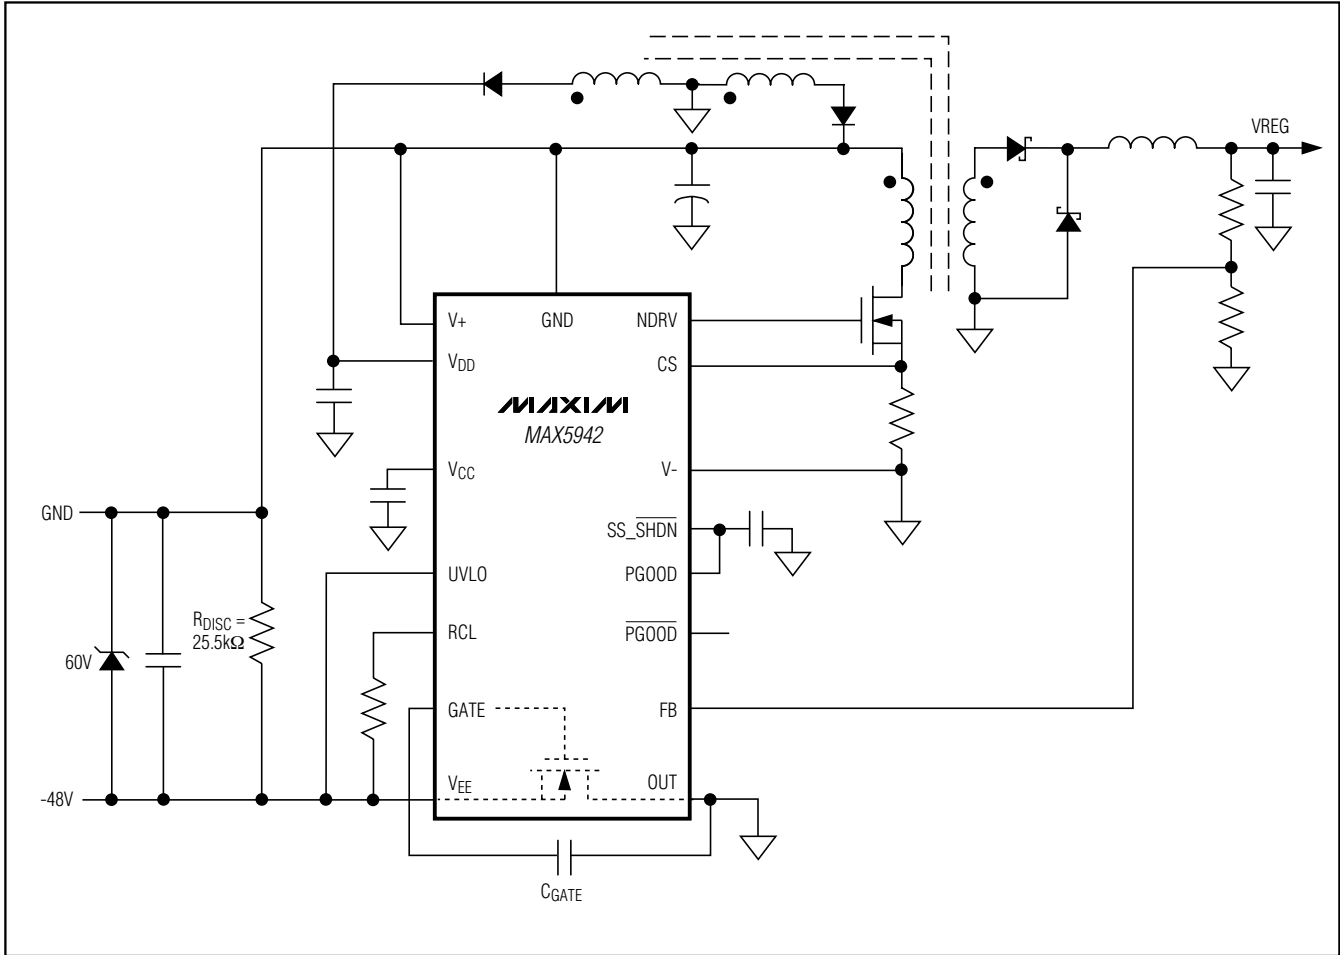 VREG
V+
GND
NDRV
VDD
CS
MAXIM
MAX5942
VCC
V-
GND
SS_SHDN
UVLO
PGOOD
RDISC =
25.5kΩ
RCL
PGOOD
60V
GATE
FB
VEE
OUT
-48V
CGATE